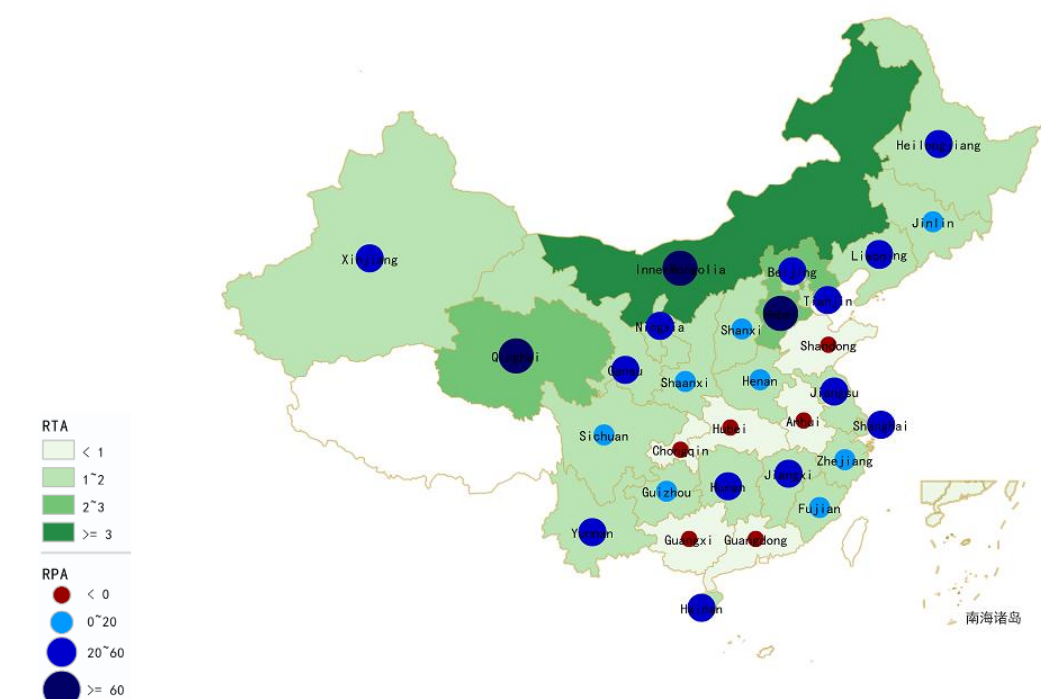 Heilongjiang
Jinlin
Liaoning
Xinjiang
InnerMongolia
Beijing
Tianjin
Ningxia
Shanxi
Shandong
Qinghai
Gansu
Shaanxi
Henan
Jiangsu
Anhui
Hubei
Shanghai
Sichuan
Chongqin
Zhejiang
Jiangxi
Guizhou
Hunan
Fujian
Yunnan
Guangxi
Guangdong
Hainan
南海诸岛
RTA
< 1
1~2
2~3
>= 3
RPA
< 0
0~20
20~60
>= 60